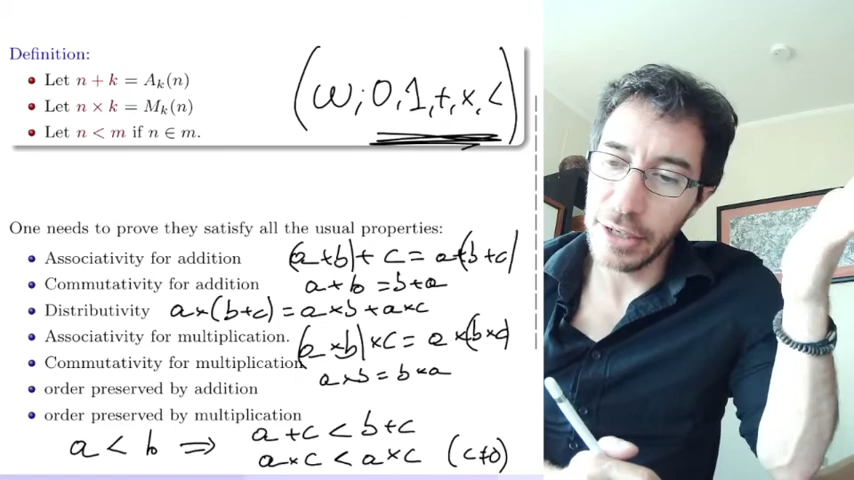 Definition:
Let n + k = Aₖ(n)
Let n × k = Mₖ(n)
Let n < m if n ∈ m.
(ω; 0, 1, +, ×, <)
One needs to prove they satisfy all the usual properties:
Associativity for addition (a+b)+c = a+(b+c)
Commutativity for addition a+b = b+a
Distributivity a×(b+c) = a×b + a×c
Associativity for multiplication. (a×b)×c = a×(b×c)
Commutativity for multiplication a×b = b×a
order preserved by addition
order preserved by multiplication
a < b ⇒ a+c < b+c
a×c < a×c (c≠0)